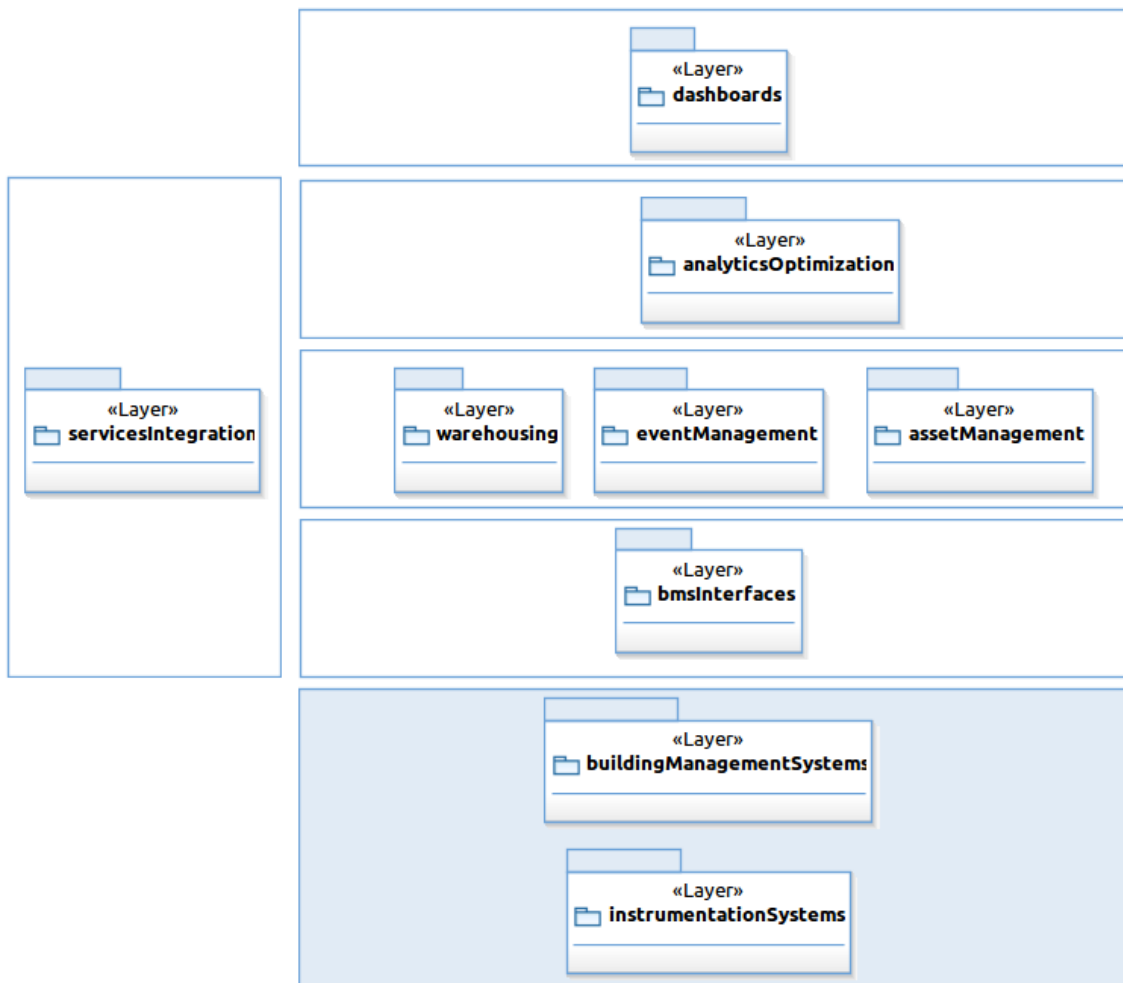 «Layer»
dashboards
«Layer»
analyticsOptimization
«Layer»
servicesIntegration
«Layer»
warehousing
«Layer»
eventManagement
«Layer»
assetManagement
«Layer»
bmsInterfaces
«Layer»
buildingManagementSystems
«Layer»
instrumentationSystems